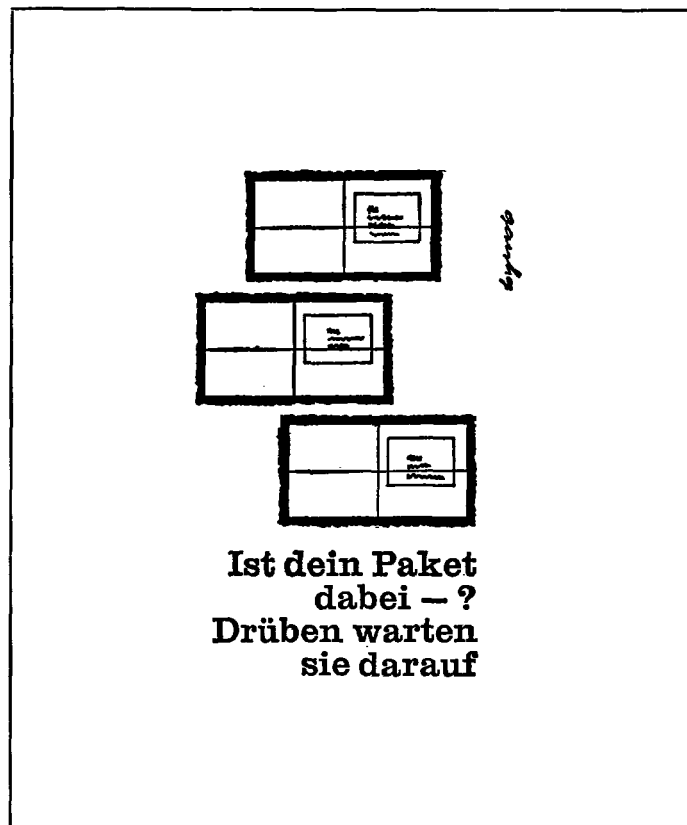 Ist dein Paket
dabei — ?
Drüben warten
sie darauf